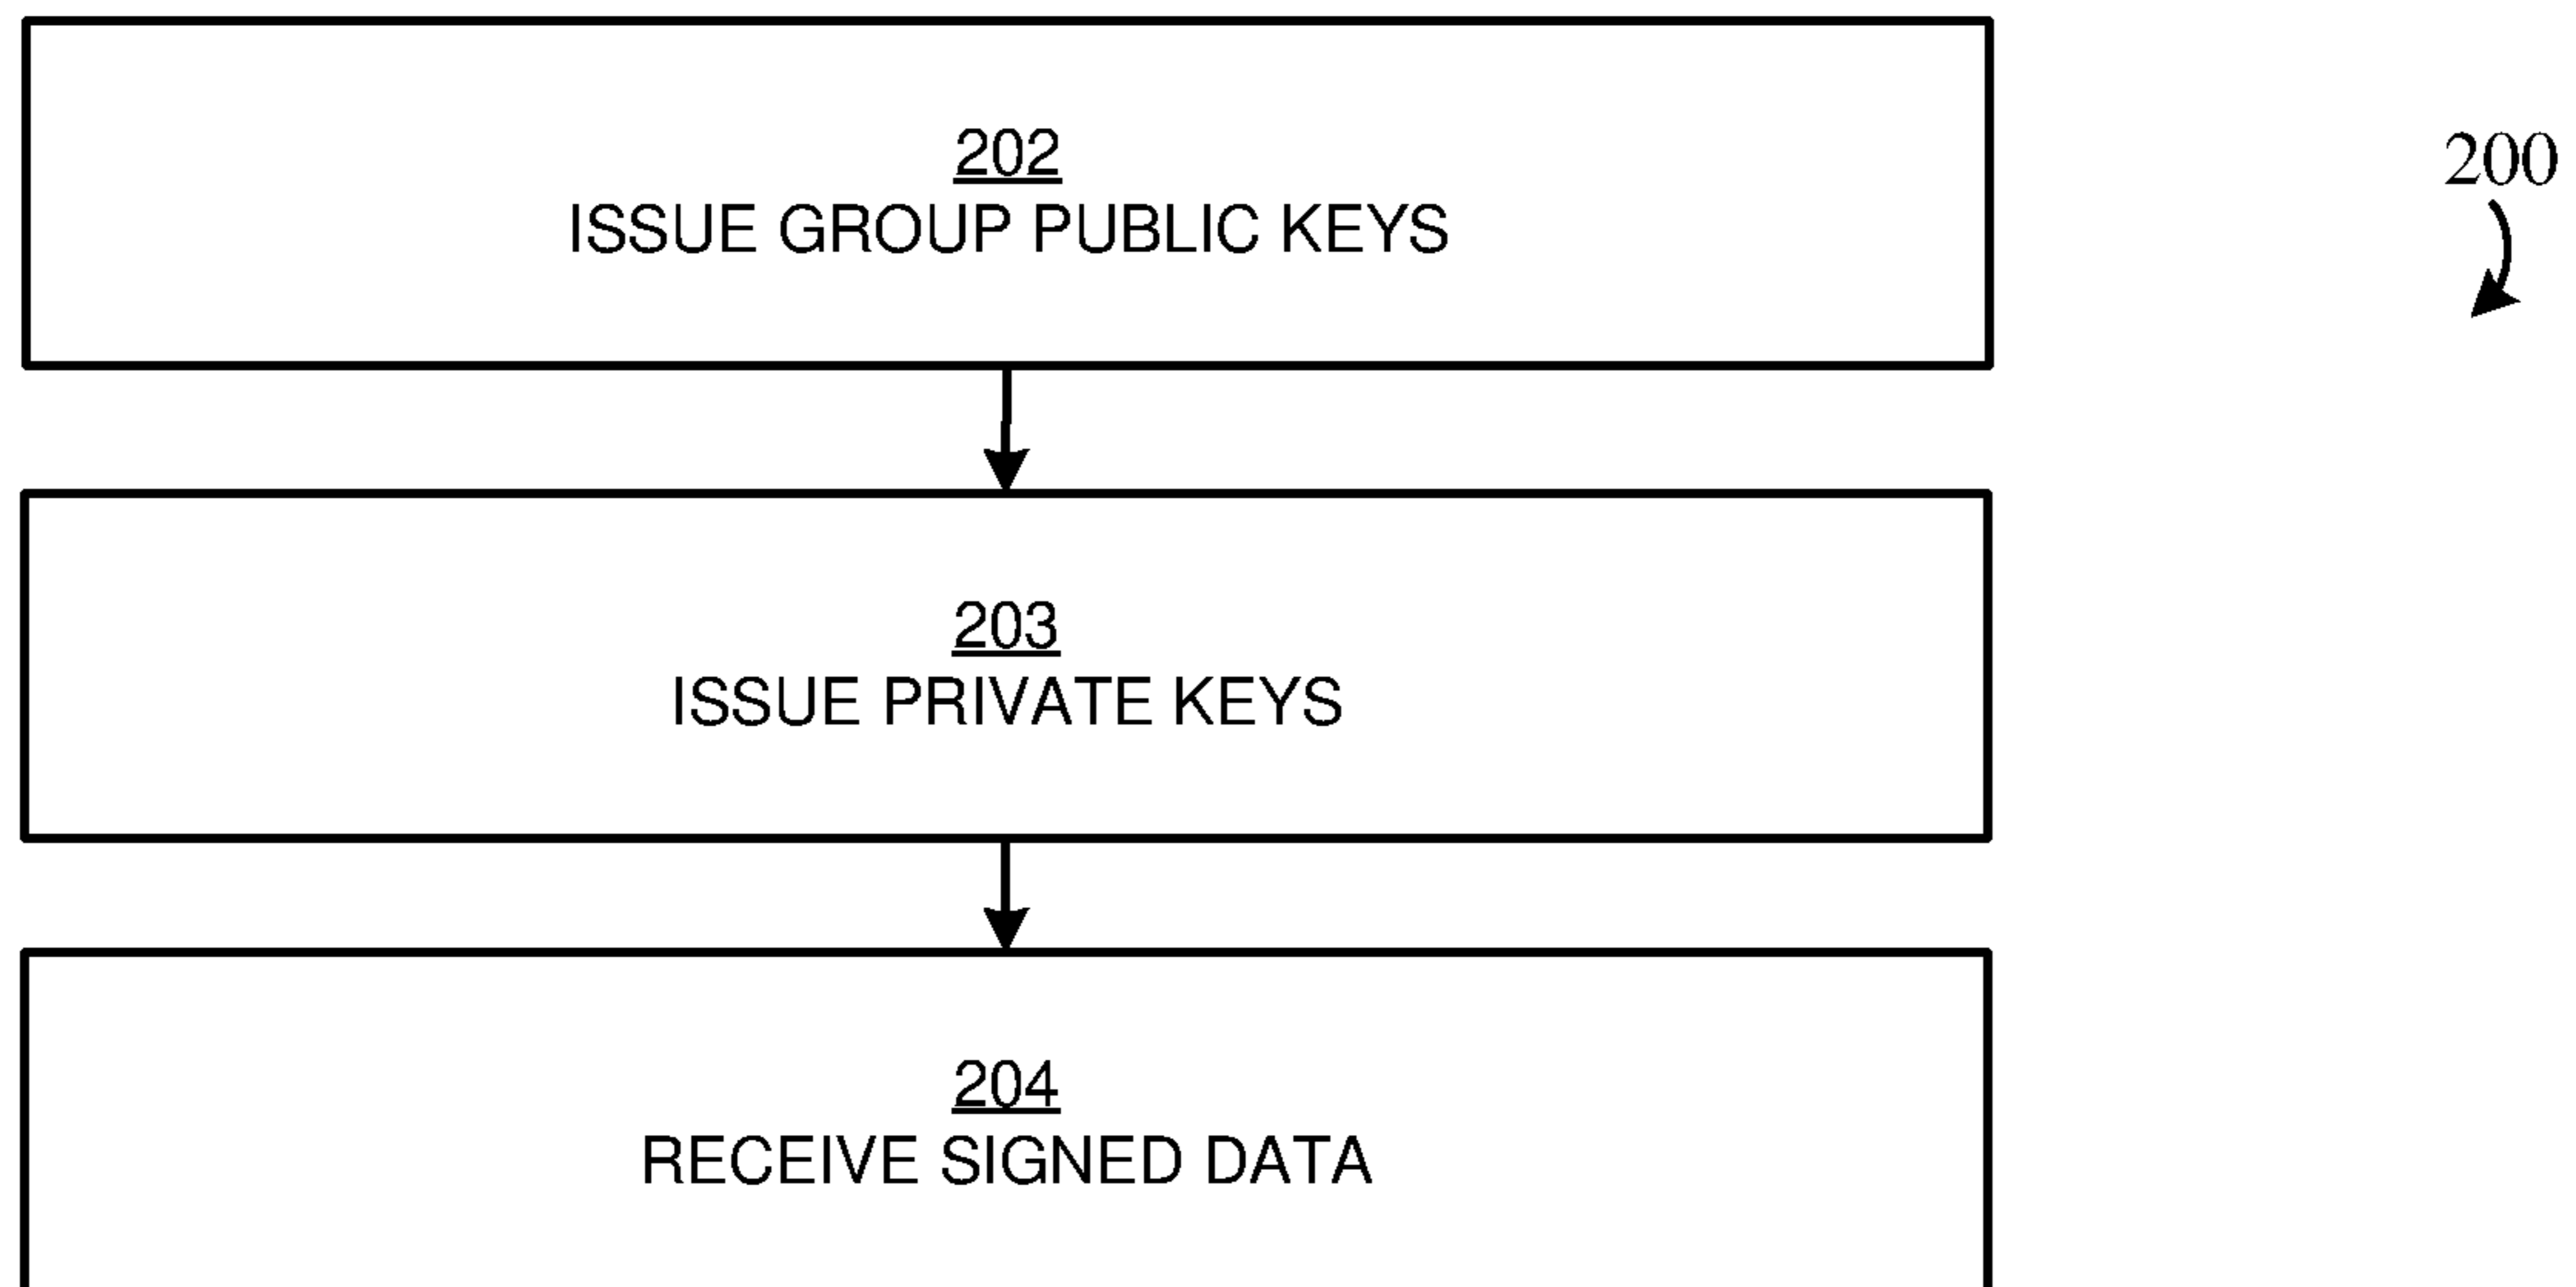 202
ISSUE GROUP PUBLIC KEYS
200
203
ISSUE PRIVATE KEYS
204
RECEIVE SIGNED DATA